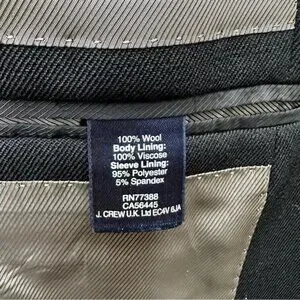 100% Wool
Body Lining:
100% Viscose
Sleeve Lining:
95% Polyester
5% Spandex
RN77388
CA56445
J. CREW U.K. Ltd EC4V 6JA